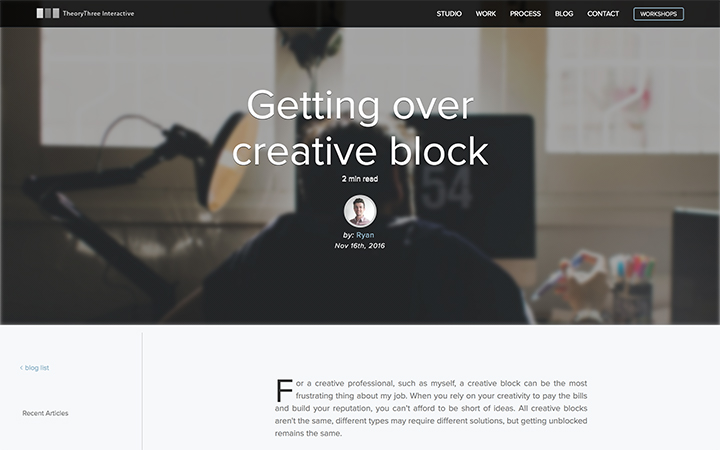 TheoryThree Interactive
STUDIO WORK PROCESS BLOG CONTACT WORKSHOPS
Getting over
creative block
2 min read
54
by: Ryan
Nov 16th, 2016
‹ blog list
Recent Articles
For a creative professional, such as myself, a creative block can be the most
frustrating thing about my job. When you rely on your creativity to pay the bills
and build your reputation, you can't afford to be short of ideas. All creative blocks
aren't the same, different types may require different solutions, but getting unblocked
remains the same.